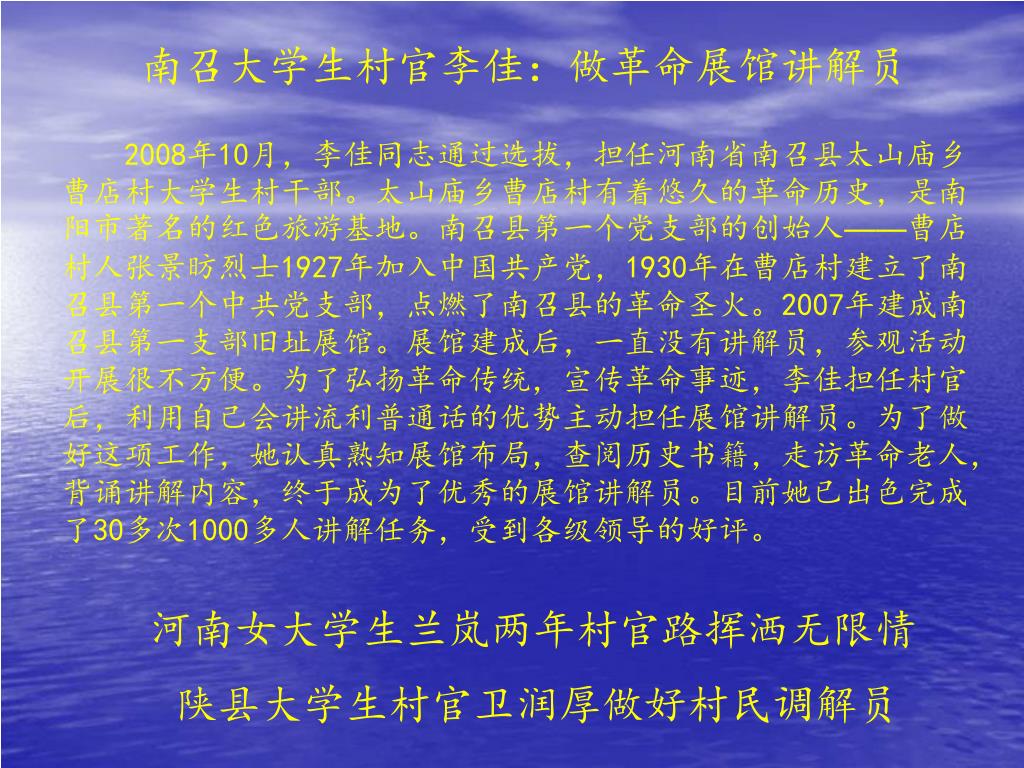 南召大学生村官李佳：做革命展馆讲解员
2008年10月，李佳同志通过选拔，担任河南省南召县太山庙乡
曹店村大学生村干部。太山庙乡曹店村有着悠久的革命历史，是南
阳市著名的红色旅游基地。南召县第一个党支部的创始人——曹店
村人张景昉烈士1927年加入中国共产党，1930年在曹店村建立了南
召县第一个中共党支部，点燃了南召县的革命圣火。2007年建成南
召县第一支部旧址展馆。展馆建成后，一直没有讲解员，参观活动
开展很不方便。为了弘扬革命传统，宣传革命事迹，李佳担任村官
后，利用自己会讲流利普通话的优势主动担任展馆讲解员。为了做
好这项工作，她认真熟知展馆布局，查阅历史书籍，走访革命老人，
背诵讲解内容，终于成为了优秀的展馆讲解员。目前她已出色完成
了30多次1000多人讲解任务，受到各级领导的好评。
河南女大学生兰岚两年村官路挥洒无限情
陕县大学生村官卫润厚做好村民调解员